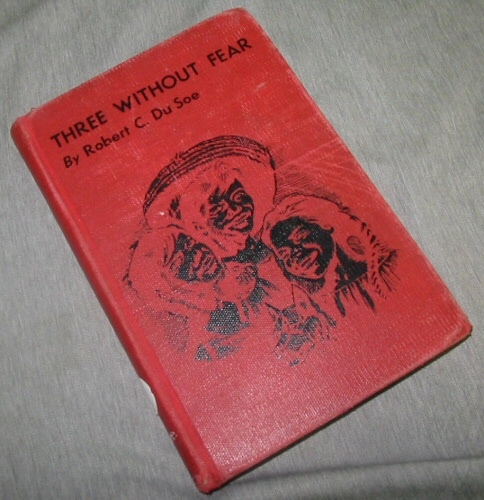 THREE WITHOUT FEAR
By Robert C. Du Soe